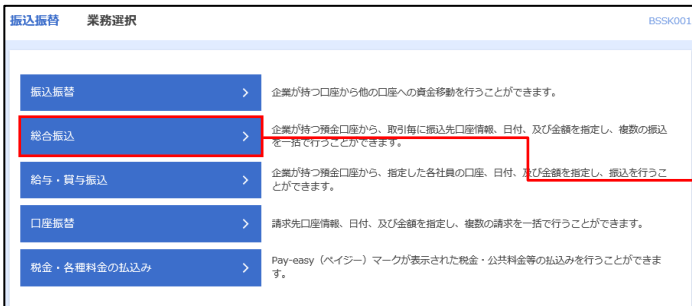 振込振替 業務選択 BSSK001
振込振替 企業が持つ口座から他の口座への資金移動を行うことができます。
総合振込 企業が持つ預金口座から、取引毎に振込先口座情報、日付、及び金額を指定し、複数の振込
を一括で行うことができます。
給与・賞与振込 企業が持つ預金口座から、指定した各社員の口座、日付、及び金額を指定し、振込を行うこ
とができます。
口座振替 請求先口座情報、日付、及び金額を指定し、複数の請求を一括で行うことができます。
税金・各種料金の払込み Pay-easy（ペイジー）マークが表示された税金・公共料金等の払込みを行うことができま
す。